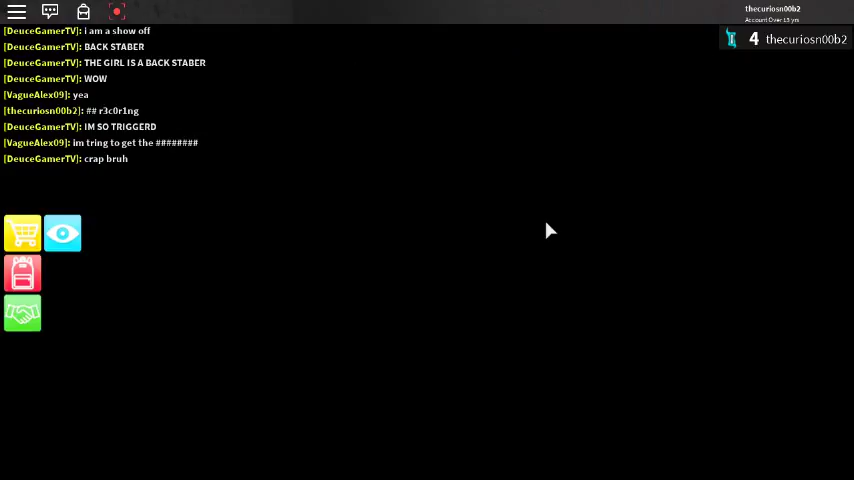 thecuriosn00b2
Account Over 13 yrs
4 thecuriosn00b2
[DeuceGamerTV]: i am a show off
[DeuceGamerTV]: BACK STABER
[DeuceGamerTV]: THE GIRL IS A BACK STABER
[DeuceGamerTV]: WOW
[VagueAlex09]: yea
[thecuriosn00b2]: ## r3c0r1ng
[DeuceGamerTV]: IM SO TRIGGERD
[VagueAlex09]: im tring to get the ########
[DeuceGamerTV]: crap bruh